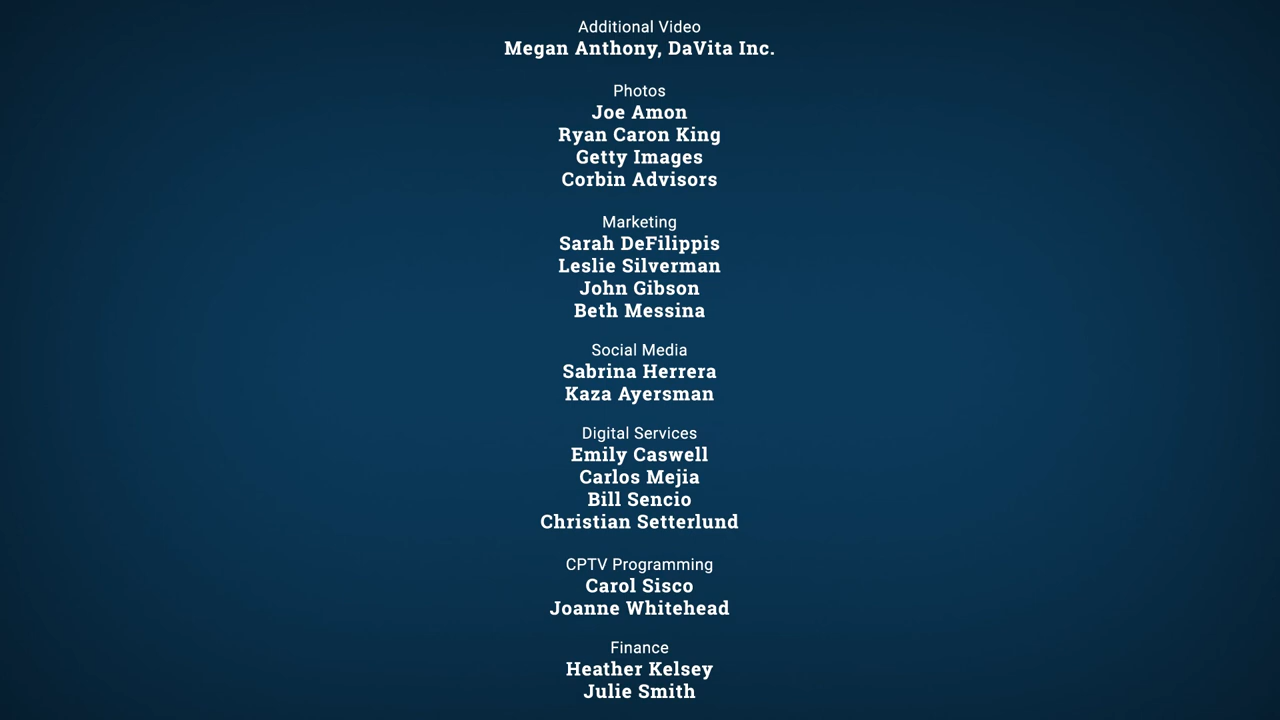 Additional Video
Megan Anthony, DaVita Inc.
Photos
Joe Amon
Ryan Caron King
Getty Images
Corbin Advisors
Marketing
Sarah DeFilippis
Leslie Silverman
John Gibson
Beth Messina
Social Media
Sabrina Herrera
Kaza Ayersman
Digital Services
Emily Caswell
Carlos Mejia
Bill Sencio
Christian Setterlund
CPTV Programming
Carol Sisco
Joanne Whitehead
Finance
Heather Kelsey
Julie Smith